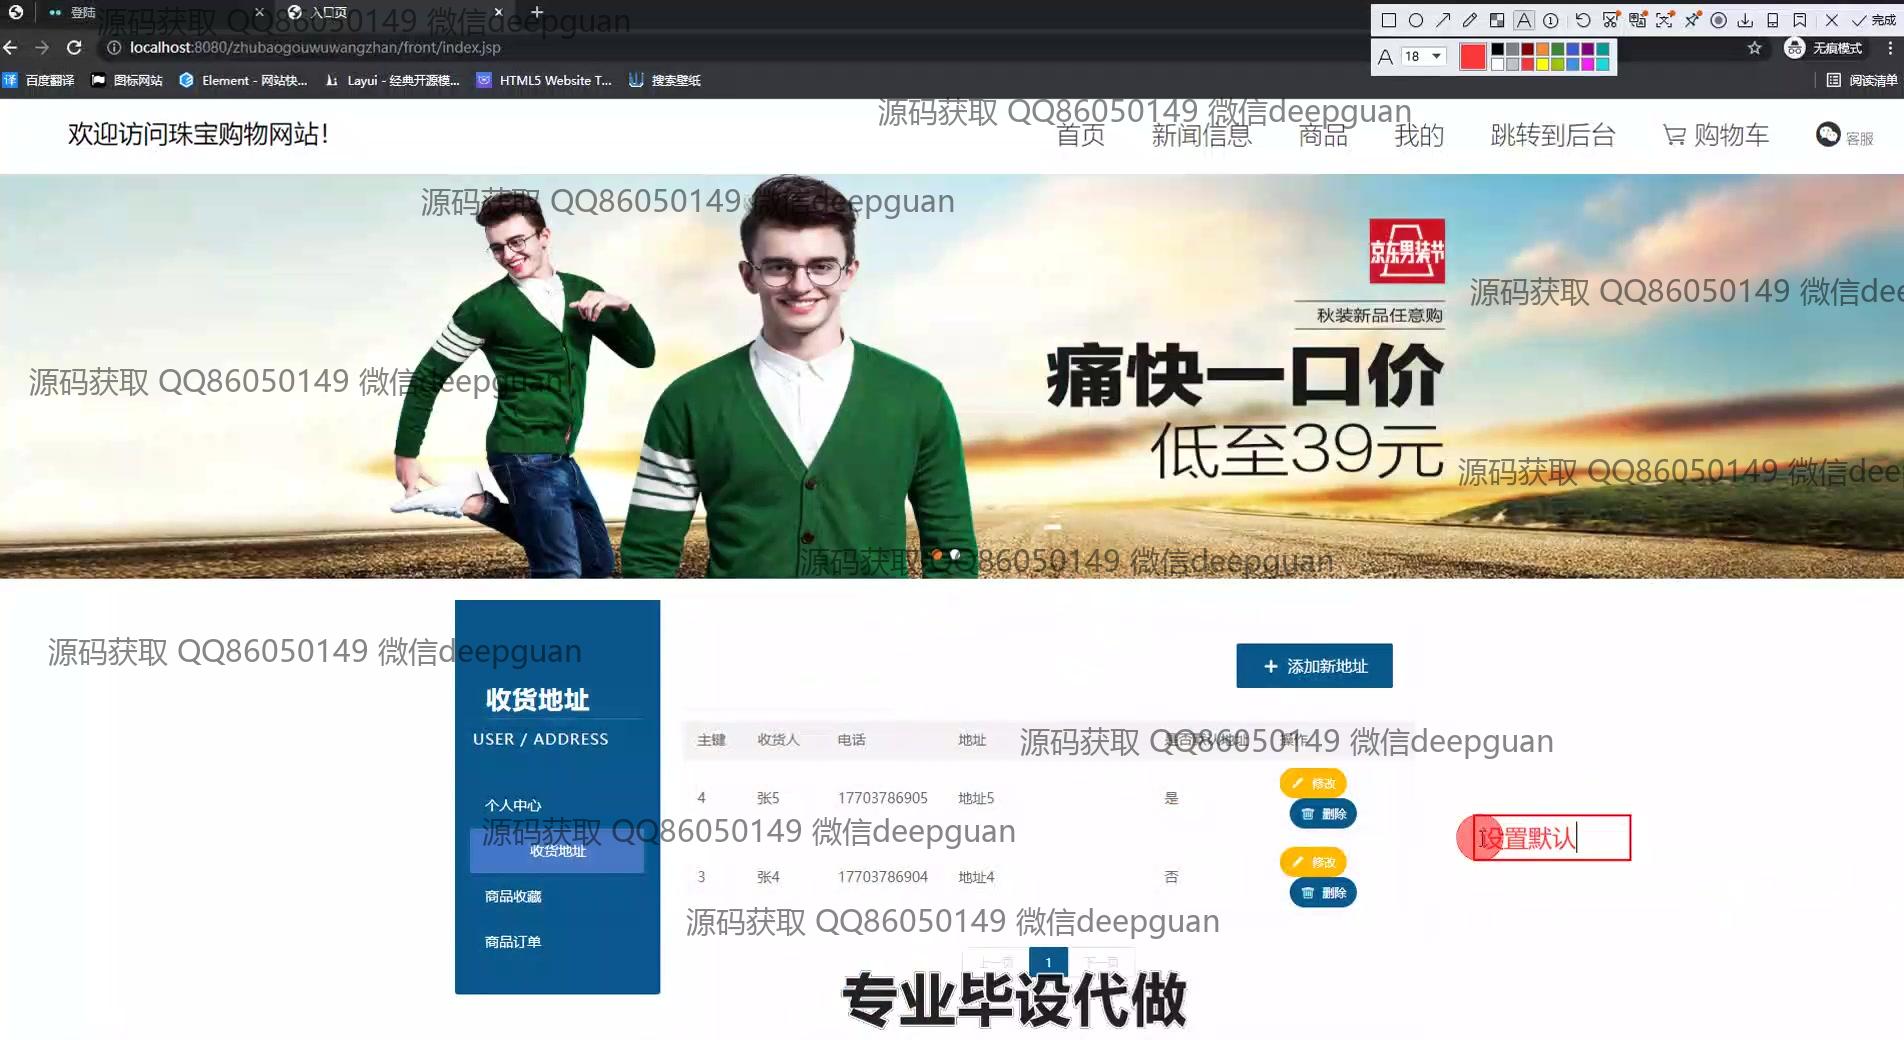 登陆
入口页
源码获取 QQ86050149 微信deepguan
完成
localhost:8080/zhubaogouwuwangzhan/front/index.jsp
A 18
无痕模式
百度翻译
图标网站
Element - 网站快...
Layui - 经典开源模...
HTML5 Website T...
搜索壁纸
阅读清单
源码获取 QQ86050149 微信deepguan
欢迎访问珠宝购物网站!
首页
新闻信息
商品
我的
跳转到后台
购物车
客服
源码获取 QQ86050149 微信deepguan
京东男装节
源码获取 QQ86050149 微信dee
秋装新品任意购
痛快一口价
源码获取 QQ86050149 微信deepguan
低至39元
源码获取 QQ86050149 微信dee
源码获取 QQ86050149 微信deepguan
源码获取 QQ86050149 微信deepguan
添加新地址
收货地址
USER / ADDRESS
主键 收货人 电话 地址 是否默认地址 操作
源码获取 QQ86050149 微信deepguan
4 张5 17703786905 地址5 是 修改
删除
个人中心
源码获取 QQ86050149 微信deepguan
设置默认
收货地址
3 张4 17703786904 地址4 否 修改
删除
商品收藏
源码获取 QQ86050149 微信deepguan
商品订单
上一页 1 下一页
专业毕设代做